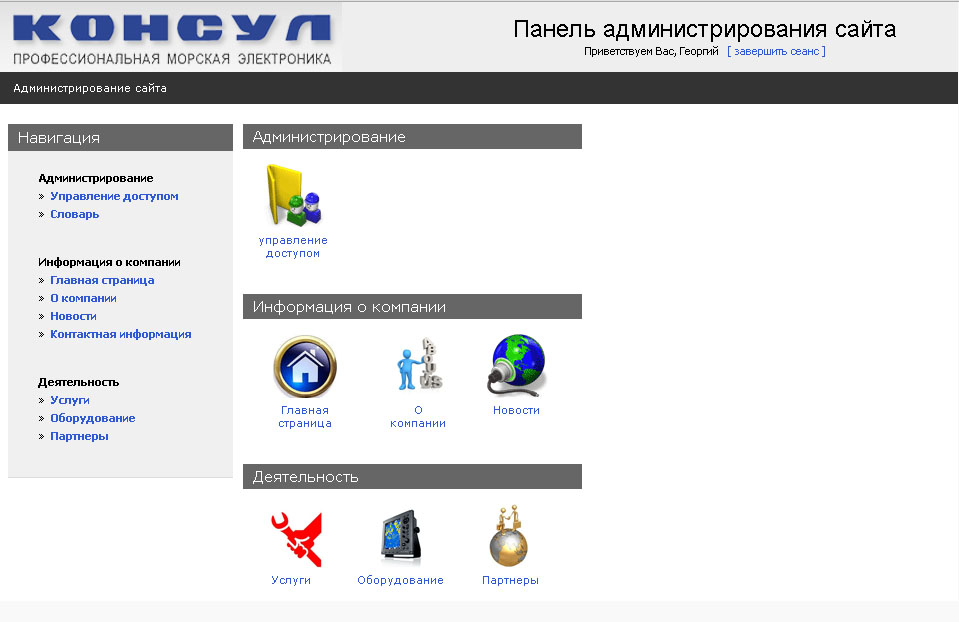 КОНСУЛ
ПРОФЕССИОНАЛЬНАЯ МОРСКАЯ ЭЛЕКТРОНИКА
Панель администрирования сайта
Приветствуем Вас, Георгий [ завершить сеанс ]
Администрирование сайта
Навигация
Администрирование
» Управление доступом
» Словарь
Информация о компании
» Главная страница
» О компании
» Новости
» Контактная информация
Деятельность
» Услуги
» Оборудование
» Партнеры
Администрирование
управление
доступом
Информация о компании
ABOUT US
Главная
страница
О
компании
Новости
Деятельность
Услуги
Оборудование
Партнеры